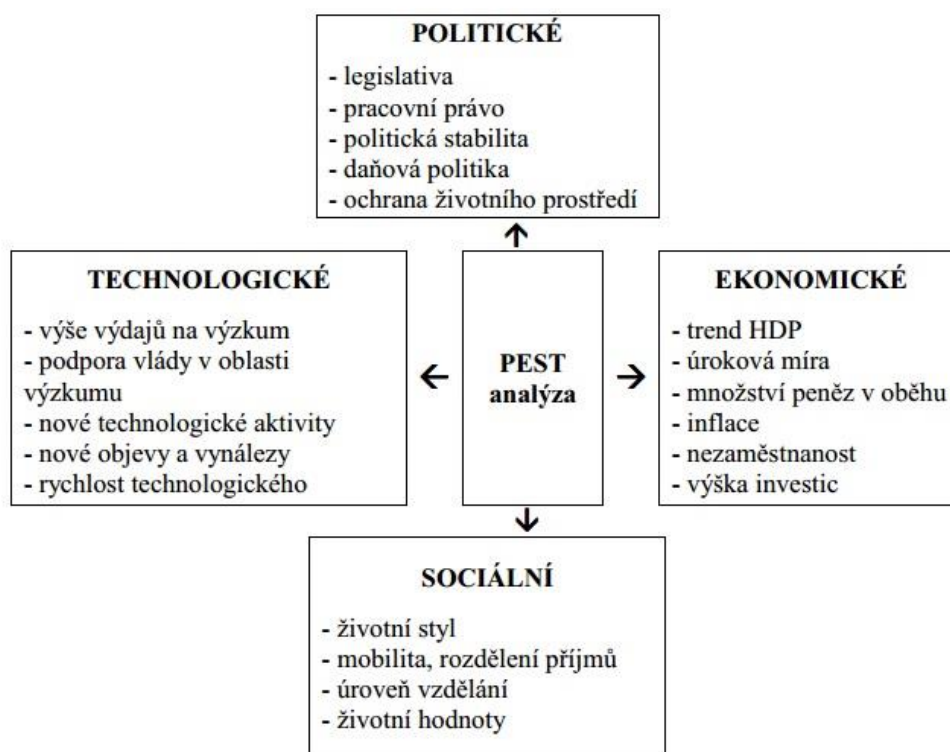 POLITICKÉ
- legislativa
- pracovní právo
- politická stabilita
- daňová politika
- ochrana životního prostředí
TECHNOLOGICKÉ
- výše výdajů na výzkum
- podpora vlády v oblasti
výzkumu
- nové technologické aktivity
- nové objevy a vynálezy
- rychlost technologického
PEST
analýza
EKONOMICKÉ
- trend HDP
- úroková míra
- množství peněz v oběhu
- inflace
- nezaměstnanost
- výška investic
SOCIÁLNÍ
- životní styl
- mobilita, rozdělení příjmů
- úroveň vzdělání
- životní hodnoty